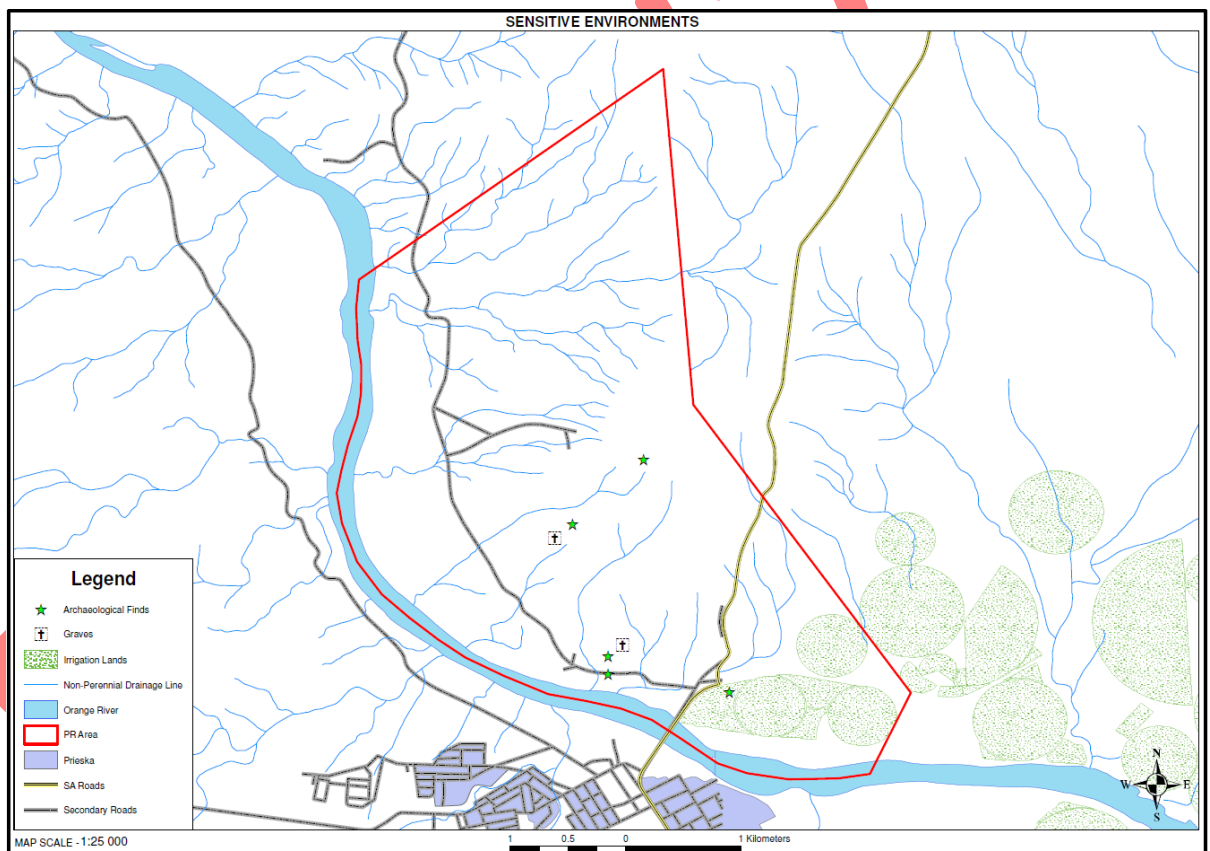 SENSITIVE ENVIRONMENTS
Legend
Archaeological Finds
Graves
Irrigation Lands
Non-Perennial Drainage Line
Orange River
PR Area
Prieska
SA Roads
Secondary Roads
N
W E
S
MAP SCALE - 1:25 000
1 0.5 0 1 Kilometers